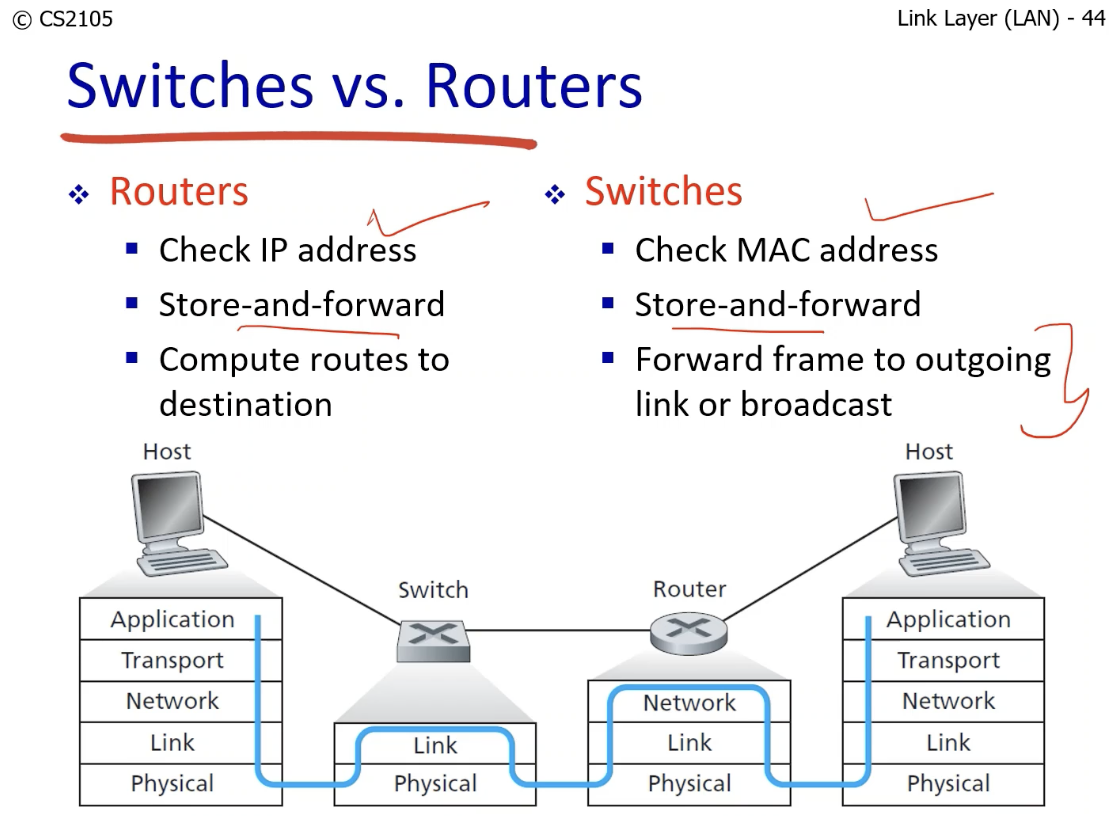 © CS2105
Link Layer (LAN) - 44
Switches vs. Routers
Routers
Check IP address
Store-and-forward
Compute routes to
destination
Switches
Check MAC address
Store-and-forward
Forward frame to outgoing
link or broadcast
Host
Host
Switch
Router
Application
Transport
Network
Link
Physical
Link
Physical
Network
Link
Physical
Application
Transport
Network
Link
Physical